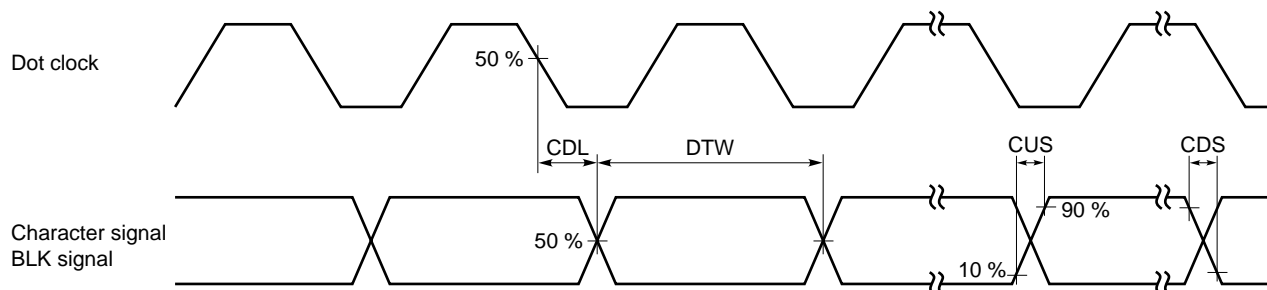 Dot clock
50 %
CDL
DTW
CUS
CDS
Character signal
BLK signal
50 %
90 %
10 %